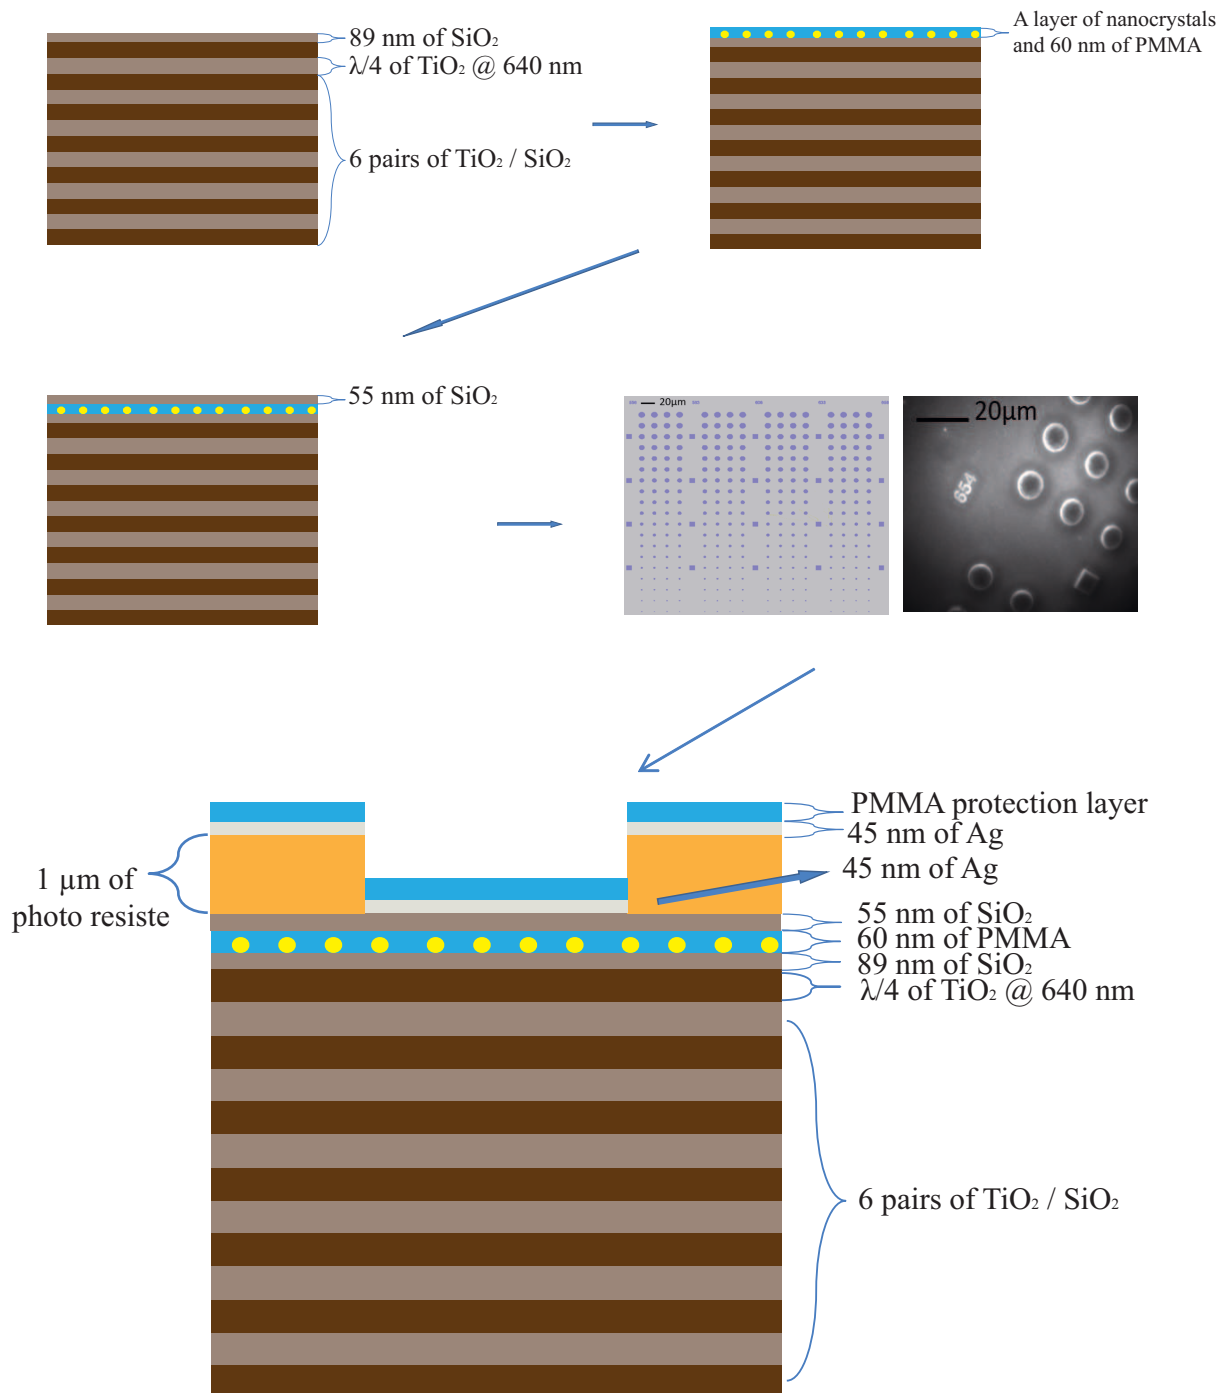 89 nm of SiO₂
λ/4 of TiO₂ @ 640 nm
6 pairs of TiO₂ / SiO₂
A layer of nanocrystals
and 60 nm of PMMA
55 nm of SiO₂
20µm
20µm
654
PMMA protection layer
45 nm of Ag
45 nm of Ag
1 µm of
photo resiste
55 nm of SiO₂
60 nm of PMMA
89 nm of SiO₂
λ/4 of TiO₂ @ 640 nm
6 pairs of TiO₂ / SiO₂